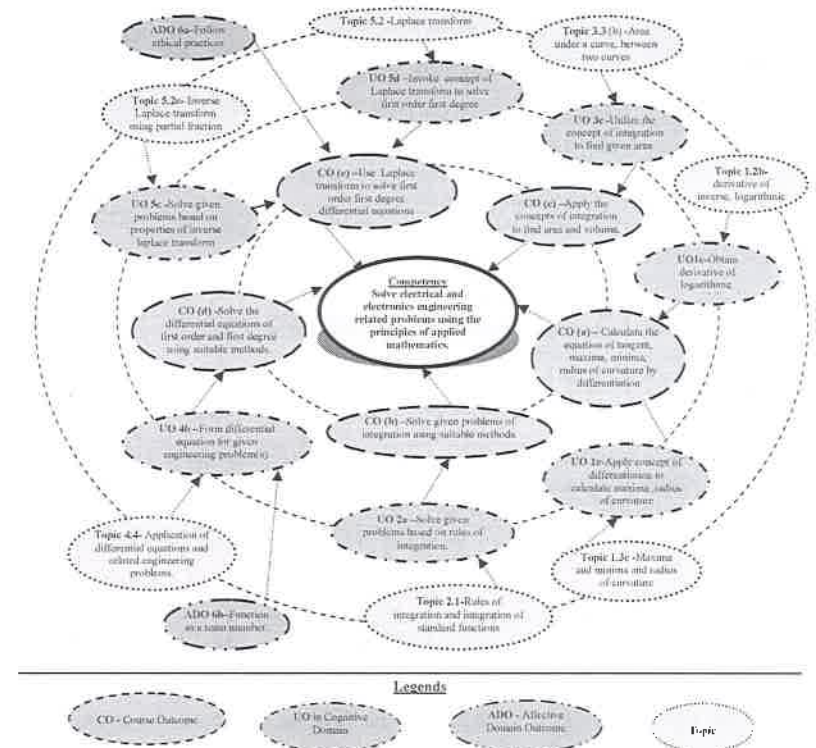 ADO 6a–Follow
ethical practices
Topic 5.2 -Laplace transform
Topic 3.3 (b) -Area
under a curve, between
two curves
UO 5d –Invoke concept of
Laplace transform to solve
first order first degree
Topic 5.2c- Inverse
Laplace transform
using partial fraction
UO 3c -Utilize the
concept of integration
to find given area
CO (e) –Use Laplace
transform to solve first
order first degree
differential equations
Topic 1.2b-
derivative of
inverse, logarithmic
UO 5c -Solve given
problems based on
properties of inverse
laplace transform
CO (c) –Apply the
concepts of integration
to find area and volume.
UO1c-Obtain
derivative of
logarithmic
Competency
Solve electrical and
electronics engineering
related problems using the
principles of applied
mathematics.
CO (d) -Solve the
differential equations of
first order and first degree
using suitable methods.
CO (a) – Calculate the
equation of tangent,
maxima, minima,
radius of curvature by
differentiation
UO 4b –Form differential
equation for given
engineering problem(s)
CO (b) –Solve given problems of
integration using suitable methods.
UO 1e-Apply concept of
differentiation to
calculate maxima, radius
of curvature
UO 2a –Solve given
problems based on rules of
integration.
Topic 4.4- Application of
differential equations and
related engineering
problems.
Topic 1.3c -Maxima
and minima and radius
of curvature
ADO 6b–Function
as a team member
Topic 2.1-Rules of
integration and integration of
standard functions
Legends
CO - Course Outcome
UO in Cognitive
Domain
ADO - Affective
Domain Outcome
Topic